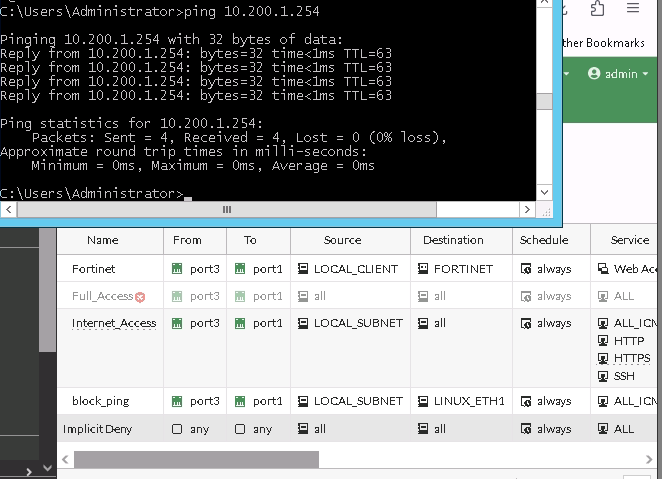 C:\Users\Administrator>ping 10.200.1.254
Pinging 10.200.1.254 with 32 bytes of data:
Reply from 10.200.1.254: bytes=32 time<1ms TTL=63
Reply from 10.200.1.254: bytes=32 time<1ms TTL=63
Reply from 10.200.1.254: bytes=32 time<1ms TTL=63
Reply from 10.200.1.254: bytes=32 time<1ms TTL=63
Ping statistics for 10.200.1.254:
Packets: Sent = 4, Received = 4, Lost = 0 (0% loss),
Approximate round trip times in milli-seconds:
Minimum = 0ms, Maximum = 0ms, Average = 0ms
C:\Users\Administrator>
ther Bookmarks
admin
Name From To Source Destination Schedule Service
Fortinet port3 port1 LOCAL_CLIENT FORTINET always Web Acc
Full_Access port3 port1 all all always ALL
Internet_Access port3 port1 LOCAL_SUBNET all always ALL_ICM
HTTP
HTTPS
SSH
block_ping port3 port1 LOCAL_SUBNET LINUX_ETH1 always ALL_ICM
Implicit Deny any any all all always ALL